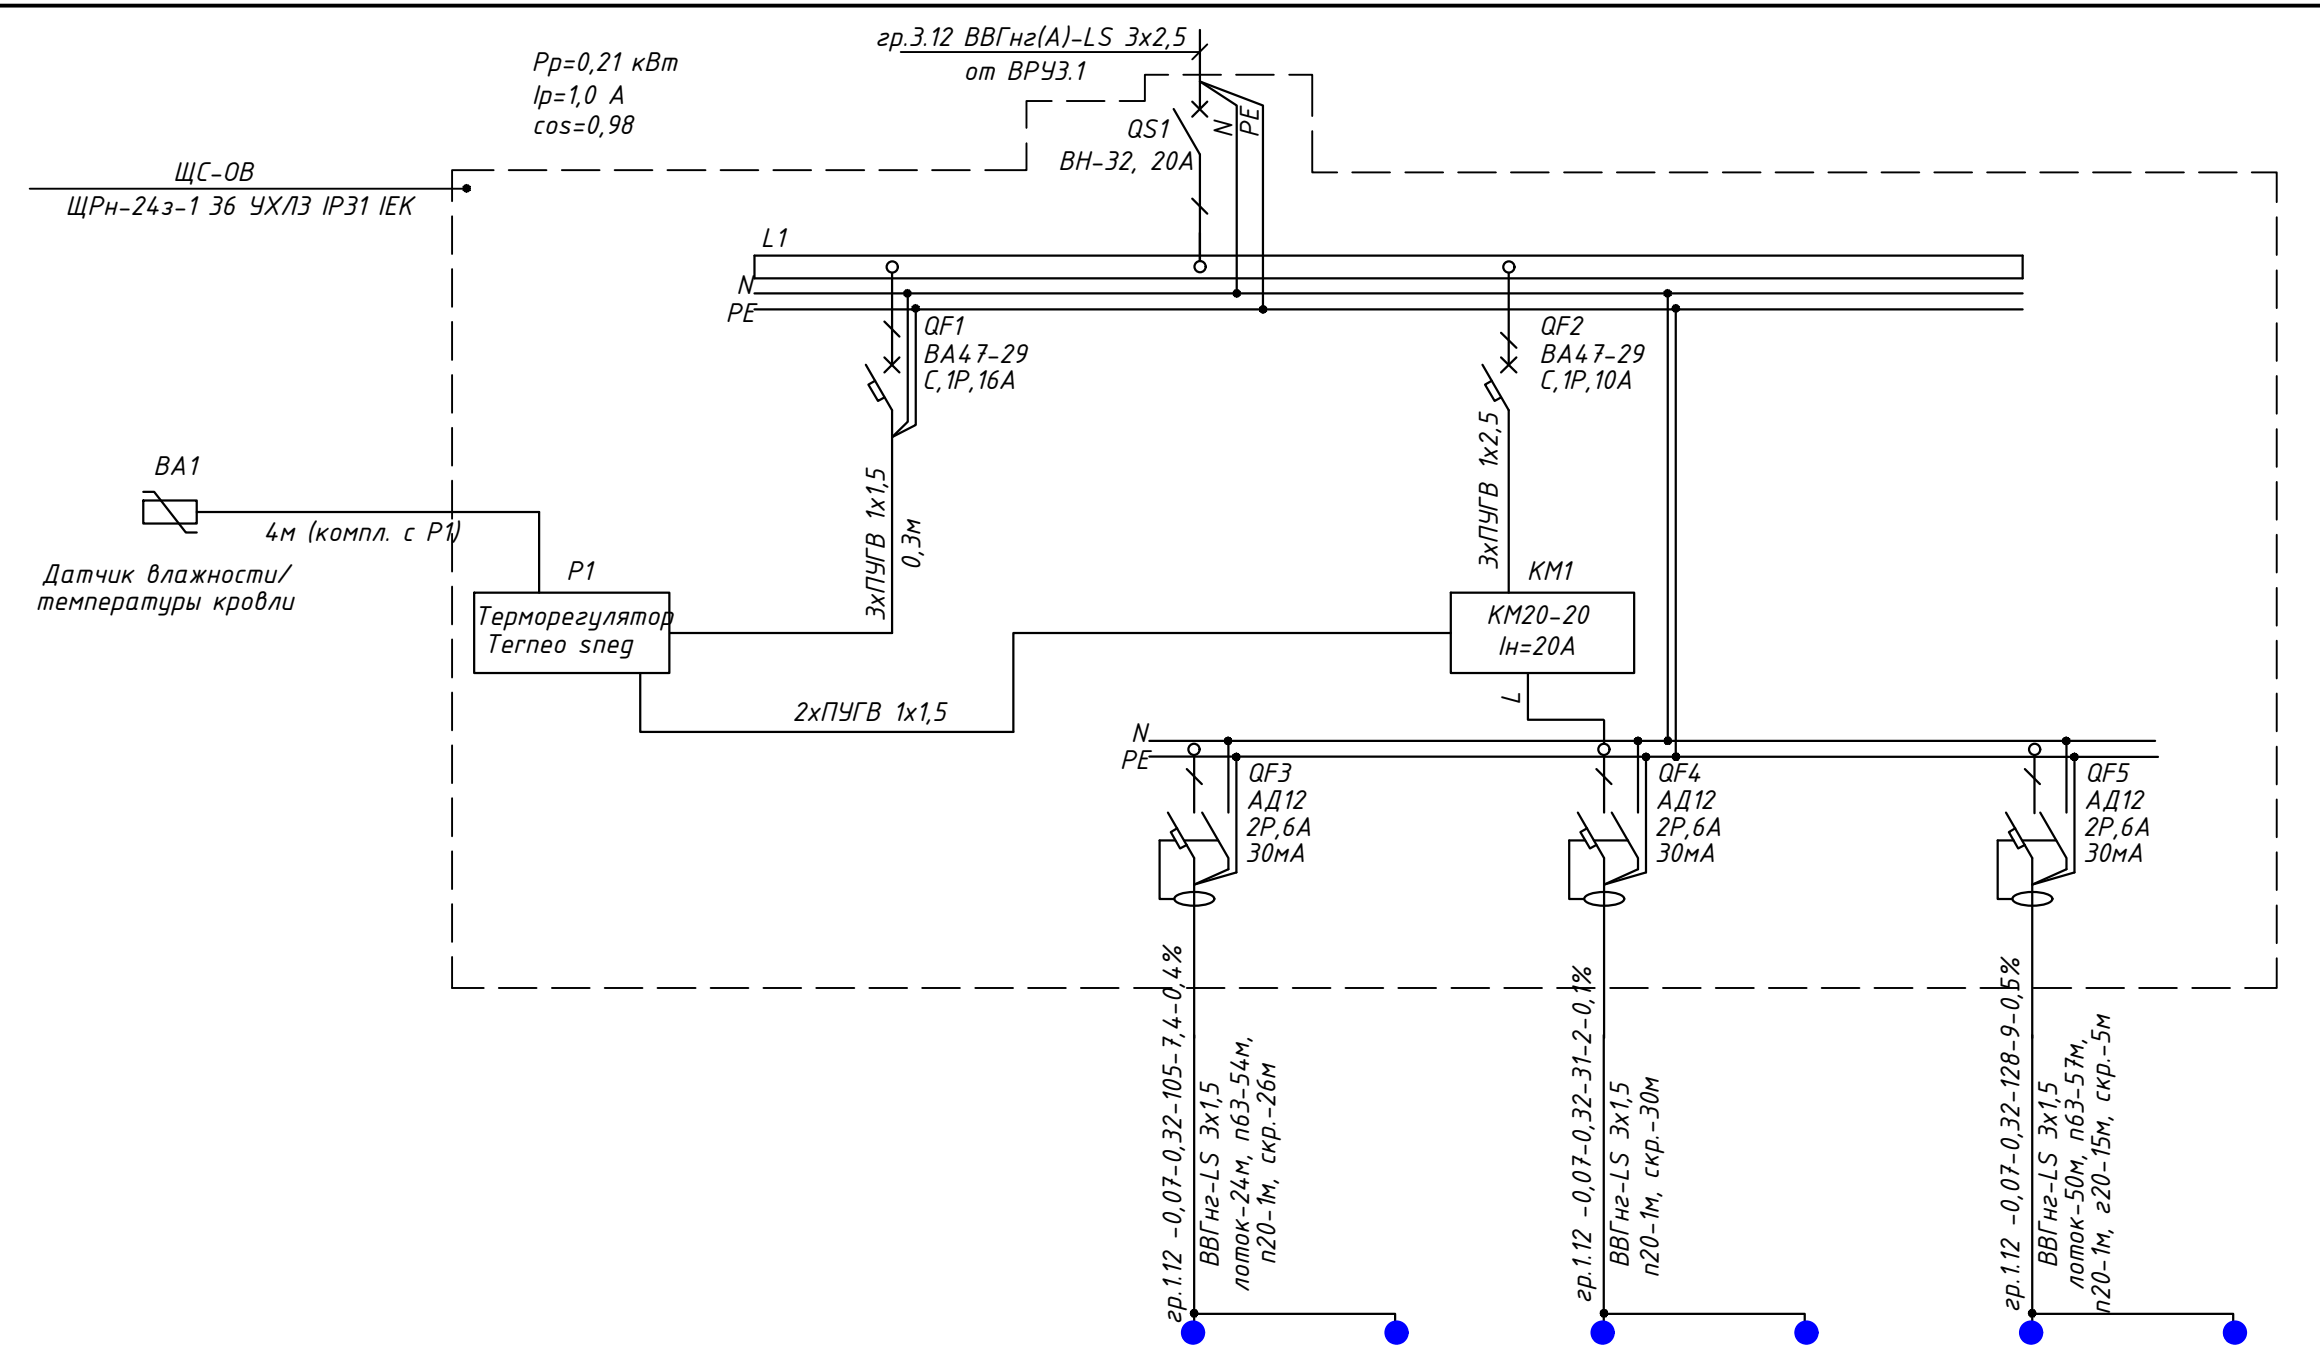 гр.3.12 ВВГнг(А)-LS 3х2,5
от ВРУ3.1
Рр=0,21 кВт
Iр=1,0 А
cos=0,98
QS1
ВН-32, 20А
N
PE
ЩС-ОВ
ЩРн-24з-1 36 УХЛ3 IP31 IEK
L1
N
PE
QF1
ВА47-29
С,1Р,16А
QF2
ВА47-29
С,1Р,10А
3хПУГВ 1х1,5
0,3м
3хПУГВ 1х2,5
ВА1
4м (компл. с Р1)
Датчик влажности/
температуры кровли
Р1
Терморегулятор
Terneo sneg
КМ1
КМ20-20
Iн=20А
L
2хПУГВ 1х1,5
N
PE
QF3
АД12
2Р,6А
30мА
QF4
АД12
2Р,6А
30мА
QF5
АД12
2Р,6А
30мА
гр.1.12 -0,07-0,32-105-7,4-0,4%
ВВГнг-LS 3х1,5
лоток-24м, п63-54м,
п20-1м, скр.-26м
гр.1.12 -0,07-0,32-31-2-0,1%
ВВГнг-LS 3х1,5
п20-1м, скр.-30м
гр.1.12 -0,07-0,32-128-9-0,5%
ВВГнг-LS 3х1,5
лоток-50м, п63-57м,
п20-1м, г20-15м, скр.-5м